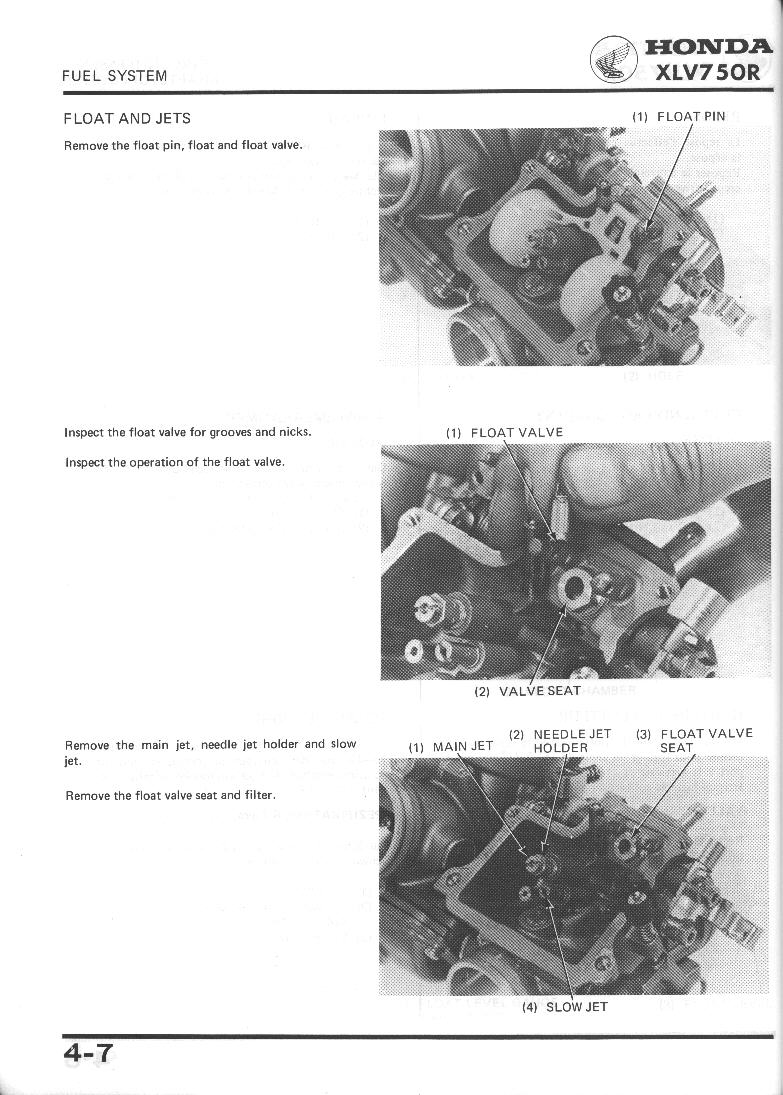 FUEL SYSTEM
HONDA
XLV750R
FLOAT AND JETS
Remove the float pin, float and float valve.
(1) FLOAT PIN
Inspect the float valve for grooves and nicks.
Inspect the operation of the float valve.
(1) FLOAT VALVE
(2) VALVE SEAT
Remove the main jet, needle jet holder and slow
jet.
Remove the float valve seat and filter.
(1) MAIN JET
(2) NEEDLE JET
HOLDER
(3) FLOAT VALVE
SEAT
(4) SLOW JET
4-7